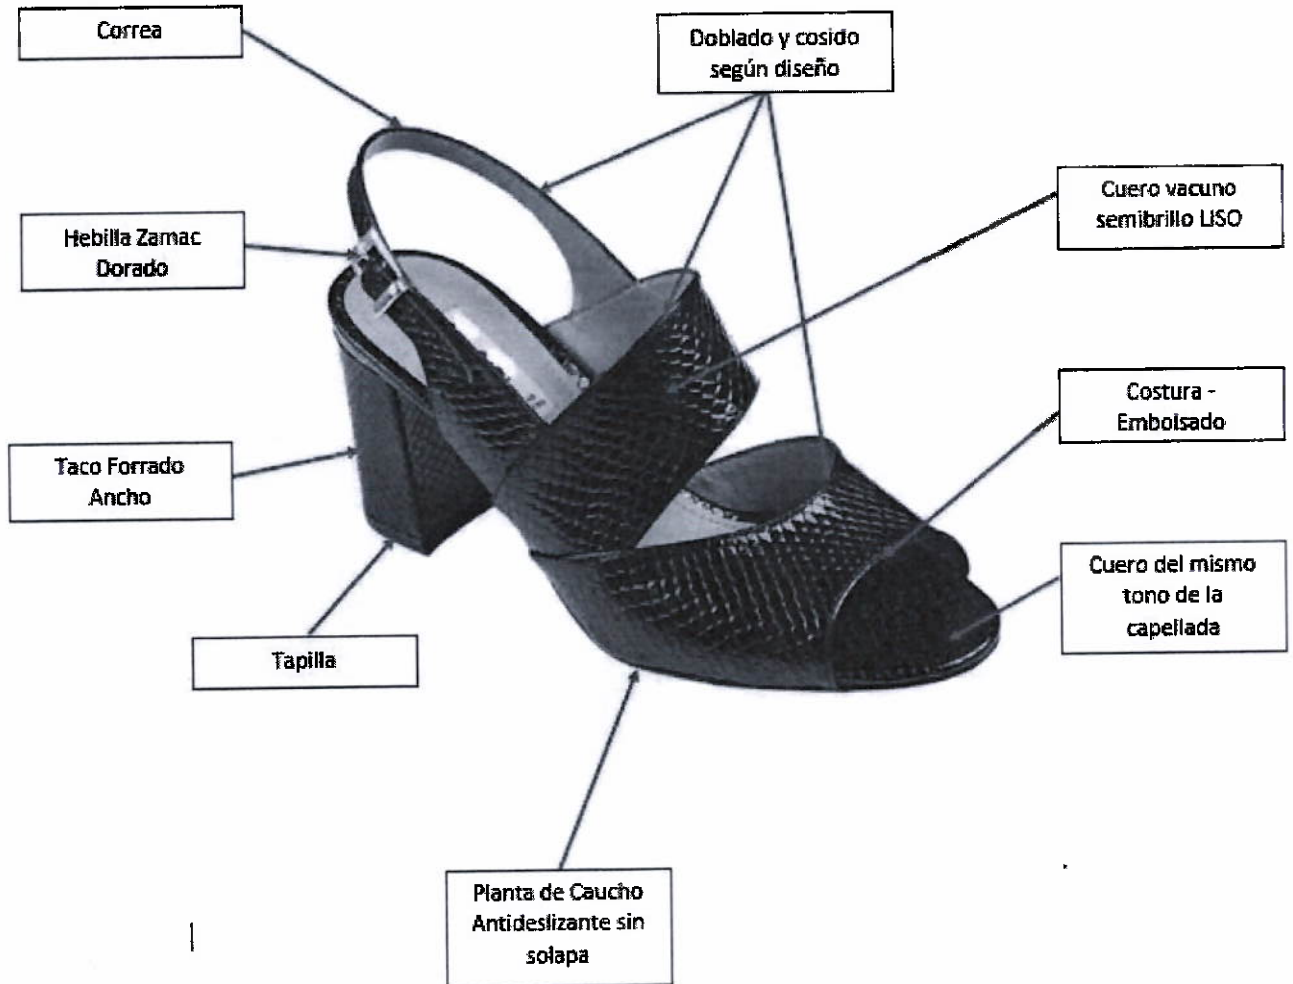 Correa
Doblado y cosido
según diseño
Cuero vacuno
semibrillo LISO
Hebilla Zamac
Dorado
Costura -
Embolsado
Taco Forrado
Ancho
Cuero del mismo
tono de la
capellada
Tapilla
Planta de Caucho
Antideslizante sin
solapa